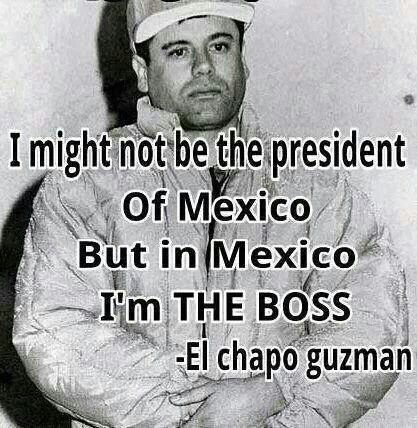 I might not be the president
Of Mexico
But in Mexico
I'm THE BOSS
-El chapo guzman